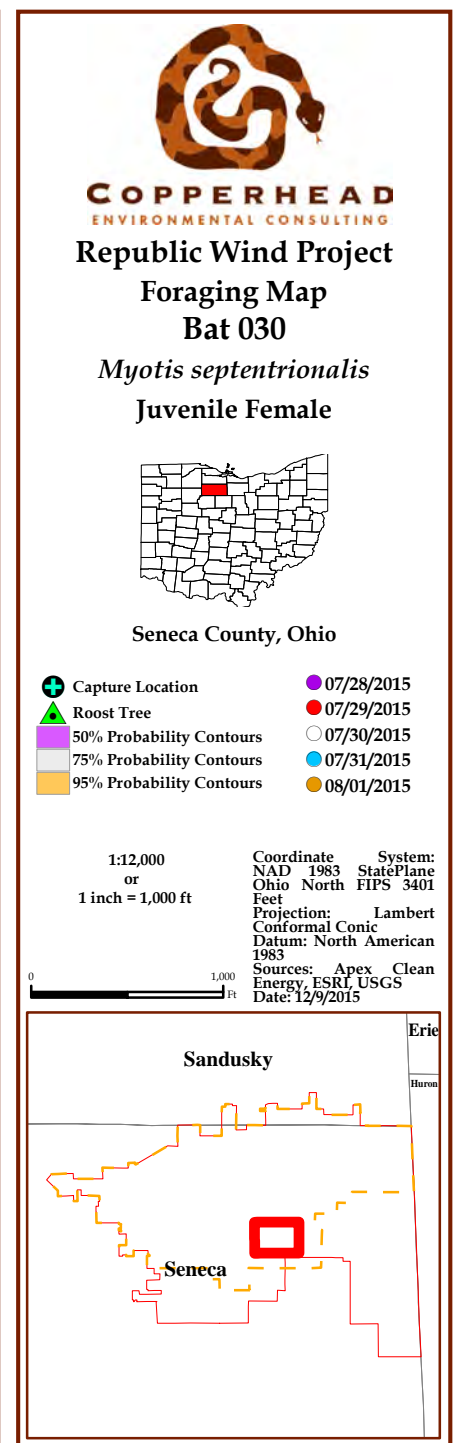 COPPERHEAD
ENVIRONMENTAL CONSULTING
Republic Wind Project
Foraging Map
Bat 030
Myotis septentrionalis
Juvenile Female
Seneca County, Ohio
Capture Location
Roost Tree
50% Probability Contours
75% Probability Contours
95% Probability Contours
07/28/2015
07/29/2015
07/30/2015
07/31/2015
08/01/2015
1:12,000
or
1 inch = 1,000 ft
0 1,000
Ft
Coordinate System:
NAD 1983 StatePlane
Ohio North FIPS 3401
Feet
Projection: Lambert
Conformal Conic
Datum: North American
1983
Sources: Apex Clean
Energy, ESRI, USGS
Date: 12/9/2015
Erie
Sandusky
Huron
Seneca